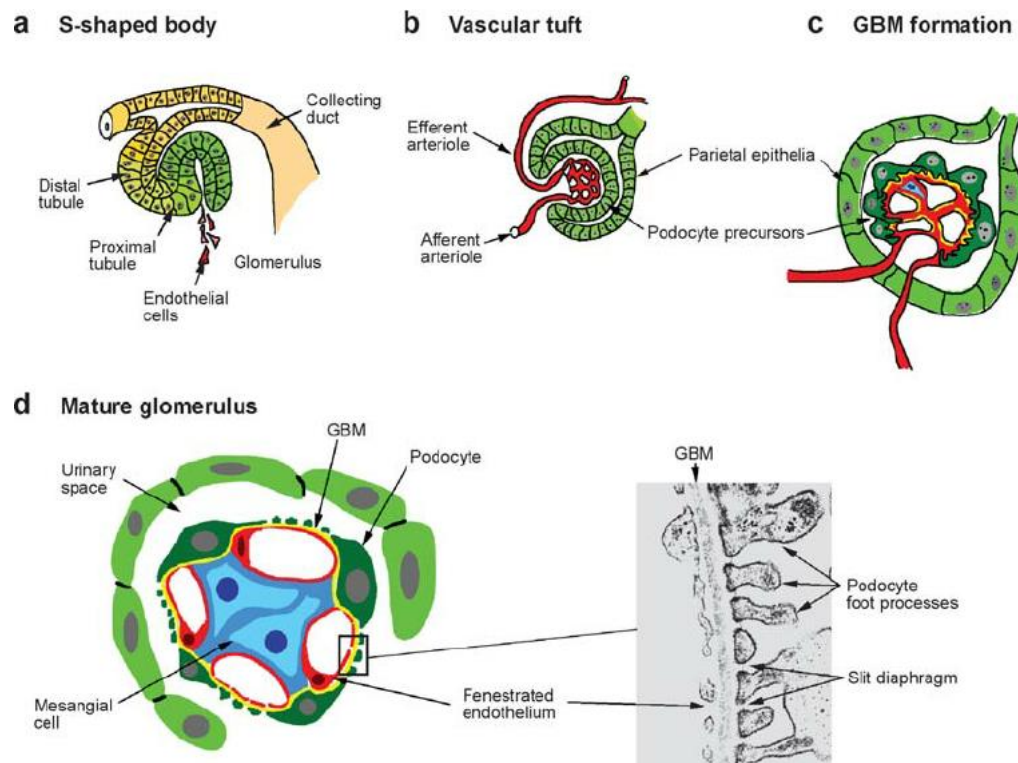 a S-shaped body
Collecting
duct
Distal
tubule
Proximal
tubule
Glomerulus
Endothelial
cells
b Vascular tuft
Efferent
arteriole
Afferent
arteriole
Parietal epithelia
Podocyte precursors
c GBM formation
d Mature glomerulus
GBM
Urinary
space
Podocyte
Mesangial
cell
Fenestrated
endothelium
GBM
Podocyte
foot processes
Slit diaphragm